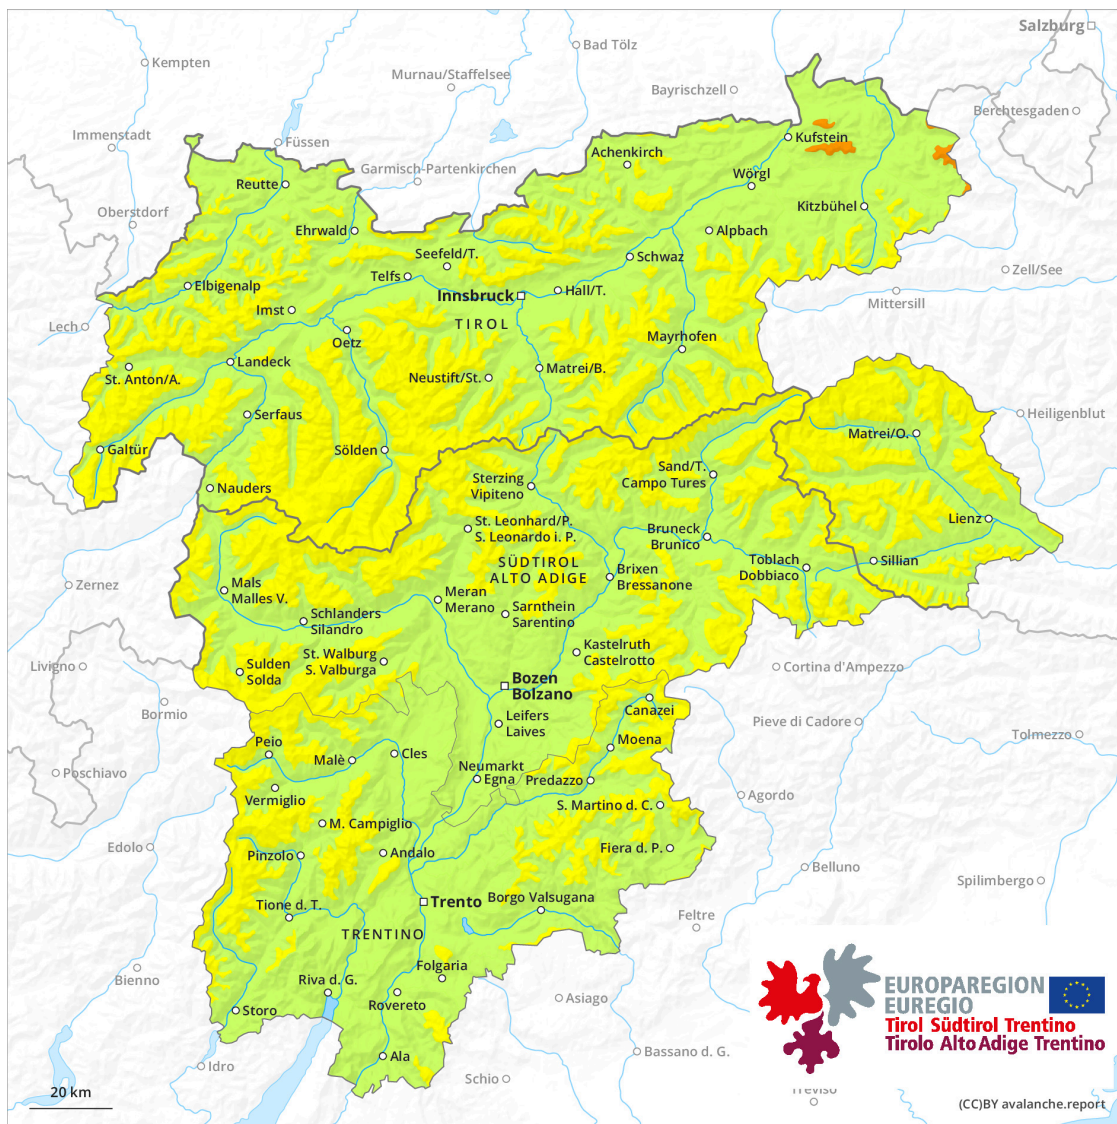 Salzburg
Bad Tölz
Kempten
Murnau/Staffelsee
Bayrischzell
Berchtesgaden
Immenstadt
Füssen
Kufstein
Achenkirch
Garmisch-Partenkirchen
Wörgl
Reutte
Oberstdorf
Kitzbühel
Ehrwald
Alpbach
Seefeld/T.
Schwaz
Zell/See
Telfs
Elbigenalp
Hall/T.
Innsbruck
Mittersill
Imst
TIROL
Lech
Oetz
Mayrhofen
Landeck
Matrei/B.
St. Anton/A.
Neustift/St.
Serfaus
Heiligenblut
Matrei/O.
Galtür
Sölden
Sand/T.
Campo Tures
Sterzing
Vipiteno
Nauders
Lienz
St. Leonhard/P.
S. Leonardo i. P.
Bruneck
Brunico
SÜDTIROL
ALTO ADIGE
Toblach
Dobbiaco
Sillian
Brixen
Bressanone
Zernez
Mals
Malles V.
Meran
Merano
Sarnthein
Sarentino
Schlanders
Silandro
Kastelruth
Castelrotto
St. Walburg
S. Valburga
Livigno
Sulden
Solda
Cortina d'Ampezzo
Bozen
Bolzano
Bormio
Canazei
Leifers
Laives
Pieve di Cadore
Tolmezzo
Peio
Moena
Cles
Malè
Poschiavo
Neumarkt
Egna
Predazzo
Vermiglio
Agordo
S. Martino d. C.
M. Campiglio
Edolo
Fiera d. P.
Pinzolo
Andalo
Belluno
Spilimbergo
Borgo Valsugana
Trento
Tione d. T.
Feltre
TRENTINO
Folgaria
Bienno
Riva d. G.
EUROPAREGION
EUREGIO
Tirol Südtirol Trentino
Tirolo Alto Adige Trentino
Asiago
Rovereto
Storo
Bassano d. G.
Ala
Idro
Schio
Treviso
20 km
(CC)BY avalanche.report